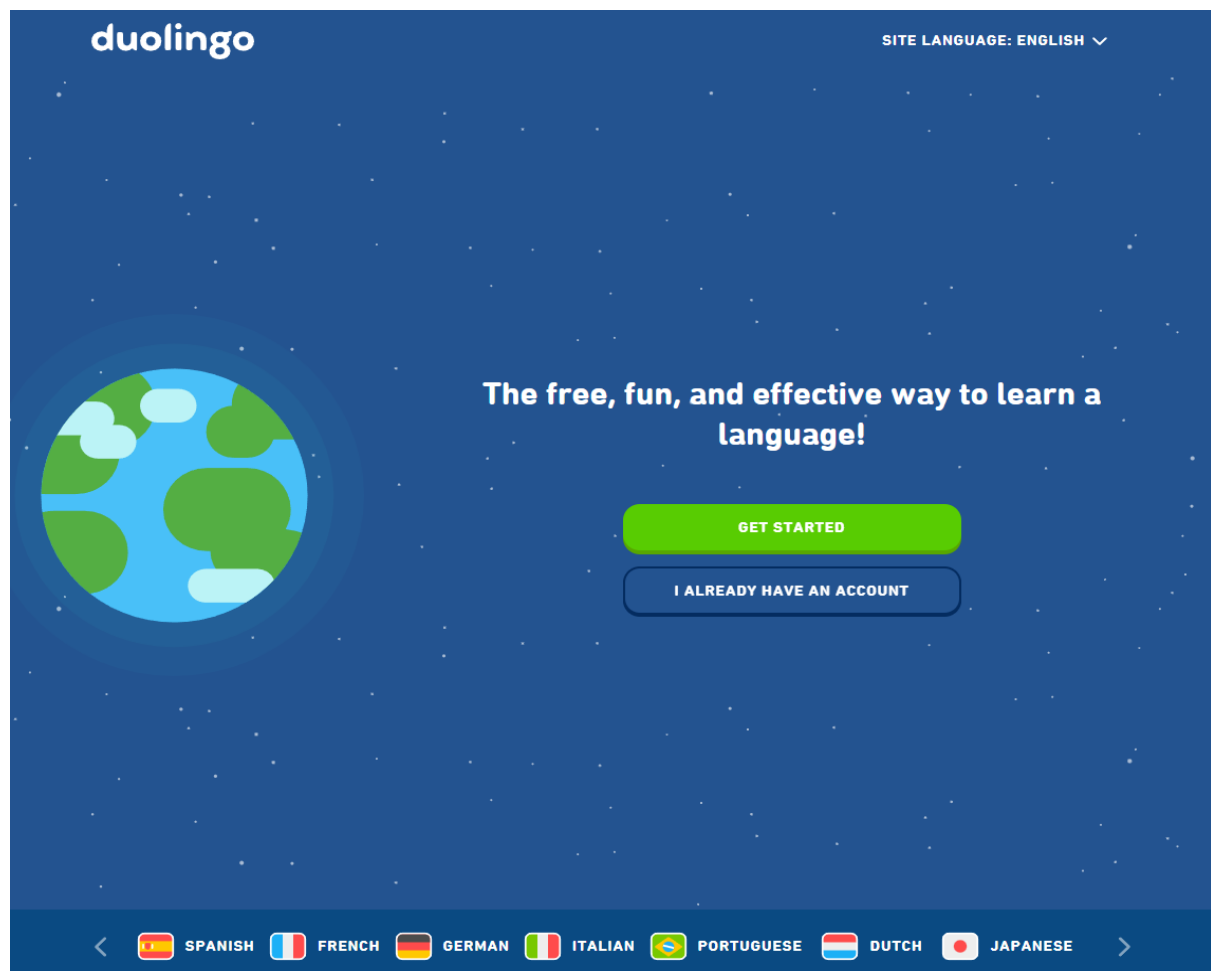 duolingo
SITE LANGUAGE: ENGLISH
The free, fun, and effective way to learn a
language!
GET STARTED
I ALREADY HAVE AN ACCOUNT
SPANISH FRENCH GERMAN ITALIAN PORTUGUESE DUTCH JAPANESE